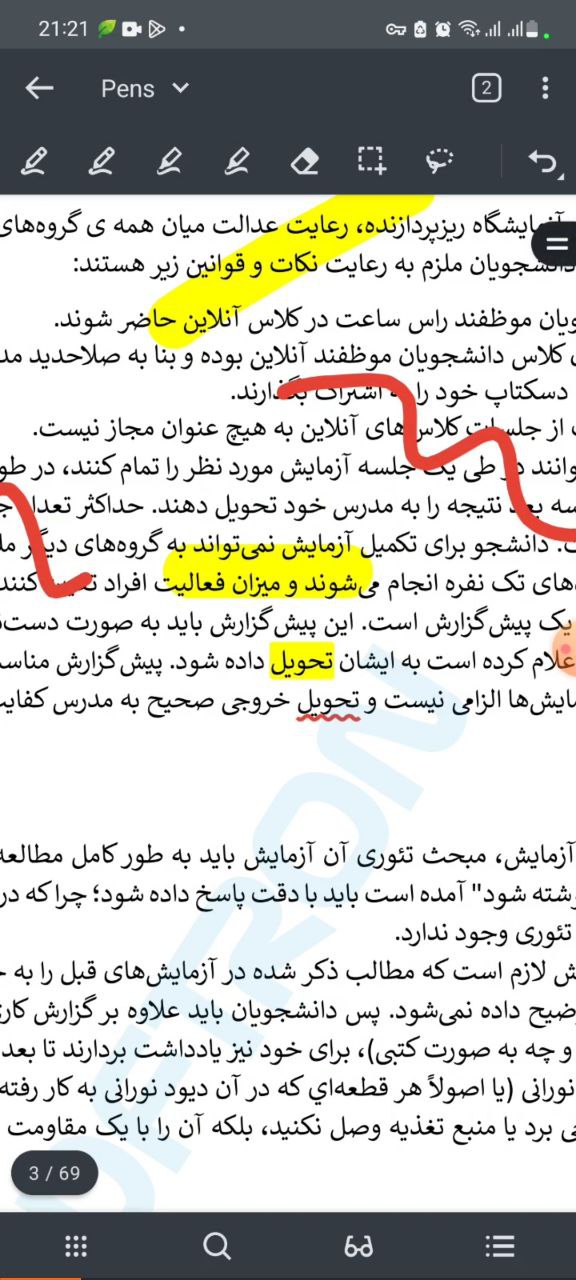 21:21
Pens
2
آزمایشگاه ریزپردازنده، رعایت عدالت میان همه ی گروه‌های
دانشجویان ملزم به رعایت نکات و قوانین زیر هستند:
ویان موظفند راس ساعت در کلاس آنلاین حاضر شوند.
کلاس دانشجویان موظفند آنلاین بوده و بنا به صلاحدید مد
دسکتاپ خود را به اشتراک بگذارند.
از جلسات کلاس‌های آنلاین به هیچ عنوان مجاز نیست.
وانند در طی یک جلسه آزمایش مورد نظر را تمام کنند، در طو
سه بعد نتیجه را به مدرس خود تحویل دهند. حداکثر تعداد ج
ت. دانشجو برای تکمیل آزمایش نمی‌تواند به گروه‌های دیگر م
های تک نفره انجام می‌شوند و میزان فعالیت افراد تعیین کنند
یک پیش‌گزارش است. این پیش‌گزارش باید به صورت دست‌ن
علام کرده است به ایشان تحویل داده شود. پیش‌گزارش مناس
مایش‌ها الزامی نیست و تحویل خروجی صحیح به مدرس کفایت
آزمایش، مبحث تئوری آن آزمایش باید به طور کامل مطالعه
وشته شود" آمده است باید با دقت پاسخ داده شود؛ چرا که در
تئوری وجود ندارد.
ش لازم است که مطالب ذکر شده در آزمایش‌های قبل را به خ
وضیح داده نمی‌شود. پس دانشجویان باید علاوه بر گزارش کار
و چه به صورت کتبی)، برای خود نیز یادداشت بردارند تا بعد
نورانی (یا اصولاً هر قطعه‌اي که در آن دیود نورانی به کار رفته
ی برد یا منبع تغذیه وصل نکنید، بلکه آن را با یک مقاومت
3 / 69